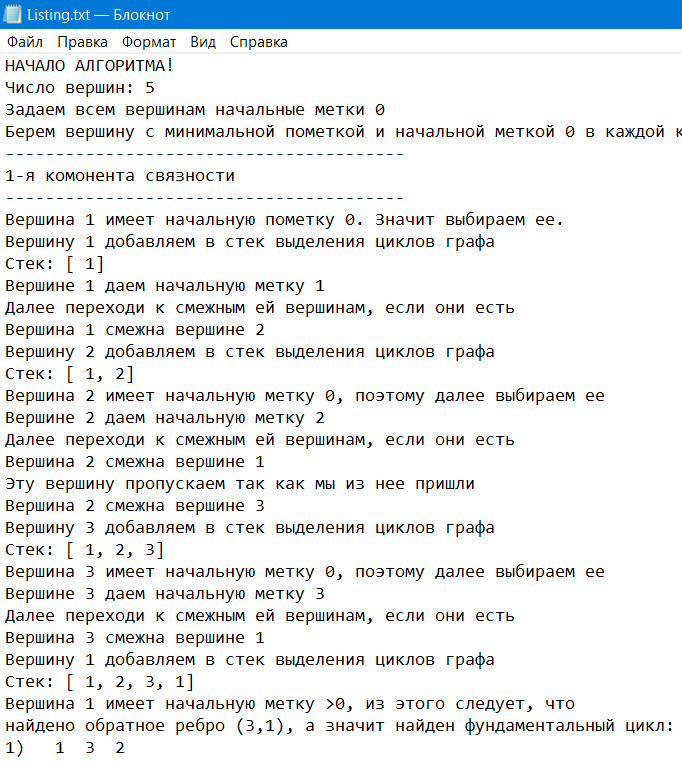 Listing.txt — Блокнот
Файл Правка Формат Вид Справка
НАЧАЛО АЛГОРИТМА!
Число вершин: 5
Задаем всем вершинам начальные метки 0
Берем вершину с минимальной пометкой и начальной меткой 0 в каждой
----------------------------------------
1-я комонента связности
----------------------------------------
Вершина 1 имеет начальную пометку 0. Значит выбираем ее.
Вершину 1 добавляем в стек выделения циклов графа
Стек: [ 1]
Вершине 1 даем начальную метку 1
Далее переходи к смежным ей вершинам, если они есть
Вершина 1 смежна вершине 2
Вершину 2 добавляем в стек выделения циклов графа
Стек: [ 1, 2]
Вершина 2 имеет начальную метку 0, поэтому далее выбираем ее
Вершине 2 даем начальную метку 2
Далее переходи к смежным ей вершинам, если они есть
Вершина 2 смежна вершине 1
Эту вершину пропускаем так как мы из нее пришли
Вершина 2 смежна вершине 3
Вершину 3 добавляем в стек выделения циклов графа
Стек: [ 1, 2, 3]
Вершина 3 имеет начальную метку 0, поэтому далее выбираем ее
Вершине 3 даем начальную метку 3
Далее переходи к смежным ей вершинам, если они есть
Вершина 3 смежна вершине 1
Вершину 1 добавляем в стек выделения циклов графа
Стек: [ 1, 2, 3, 1]
Вершина 1 имеет начальную метку >0, из этого следует, что
найдено обратное ребро (3,1), а значит найден фундаментальный цикл:
1) 1 3 2